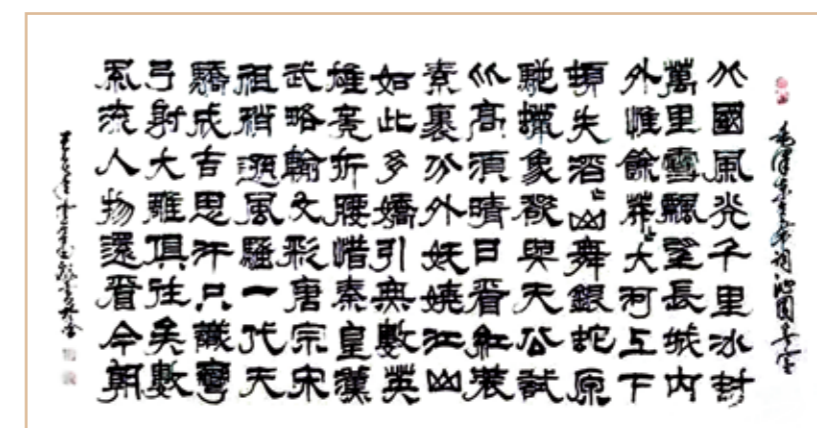 毛澤東主席詞沁園春雪
北國風光千里冰封
萬里雪飄望長城内
外惟餘莽〻大河上下
頓失滔〻山舞銀蛇原
馳蠟象欲與天公試
比高須晴日看紅裝
素裹分外妖嬈江山
如此多嬌引無數英
雄竞折腰惜秦皇漢
武略輸文彩唐宗宋
祖稍遜風騷一代天
驕成吉思汗只識彎
弓射大雕俱往矣數
風流人物還看今朝